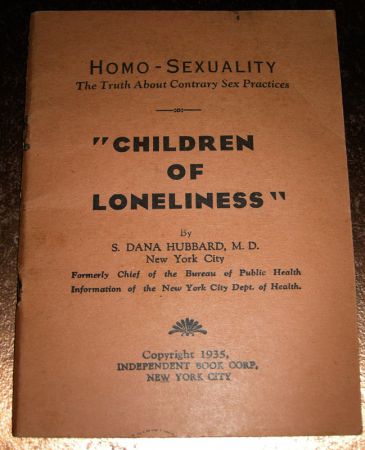 HOMO-SEXUALITY
The Truth About Contrary Sex Practices
"CHILDREN
OF
LONELINESS"
By
S. DANA HUBBARD, M. D.
New York City
Formerly Chief of the Bureau of Public Health
Information of the New York City Dept. of Health.
Copyright 1935,
INDEPENDENT BOOK CORP.
NEW YORK CITY